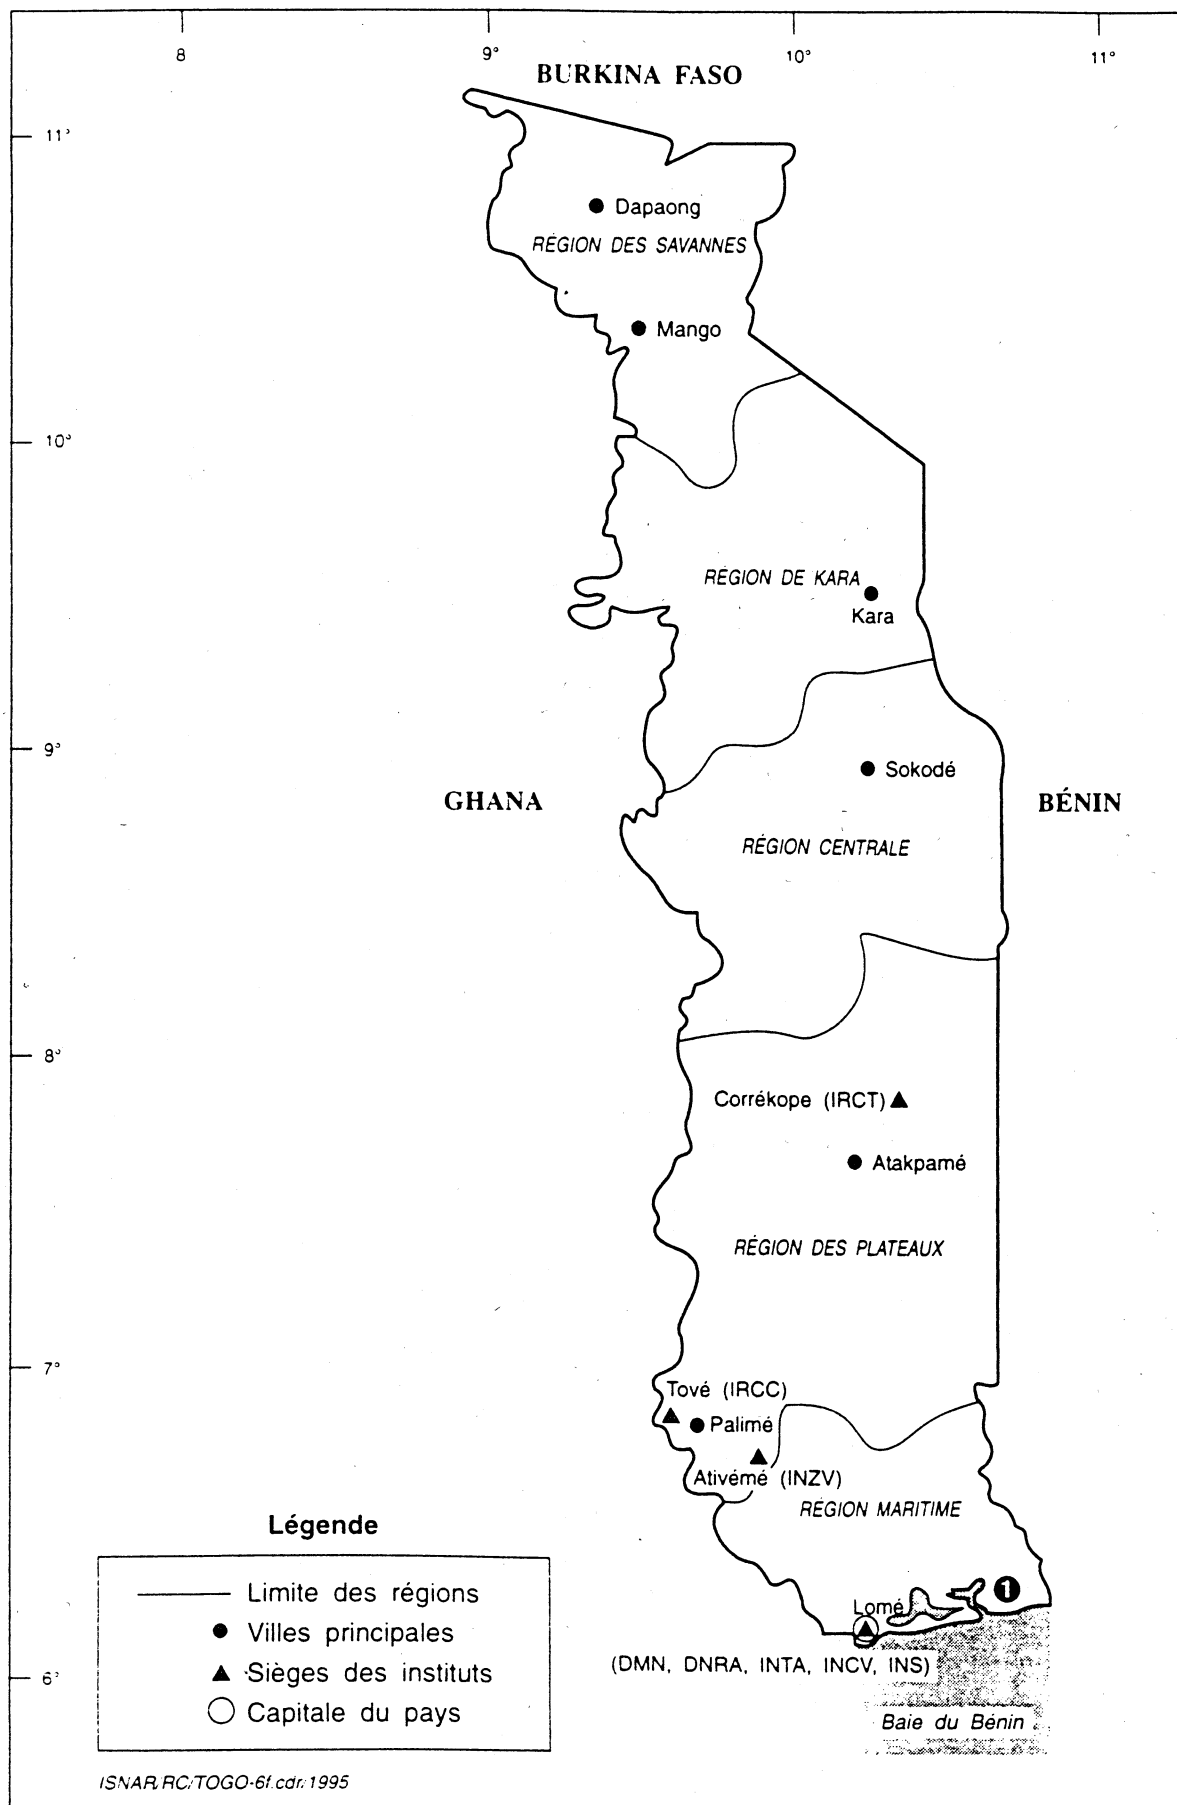 8 9° 10° 11°
BURKINA FASO
11°
Dapaong
RÉGION DES SAVANNES
Mango
10°
RÉGION DE KARA
Kara
9°
Sokodé
GHANA
BÉNIN
RÉGION CENTRALE
8°
Corrékope (IRCT)
Atakpamé
RÉGION DES PLATEAUX
7°
Tové (IRCC)
Palimé
Ativémé (INZV)
RÉGION MARITIME
Légende
Limite des régions
Villes principales
Sièges des instituts
Capitale du pays
1
Lomé
(DMN, DNRA, INTA, INCV, INS)
6°
Baie du Bénin
ISNAR RC/TOGO-6f.cdr/1995